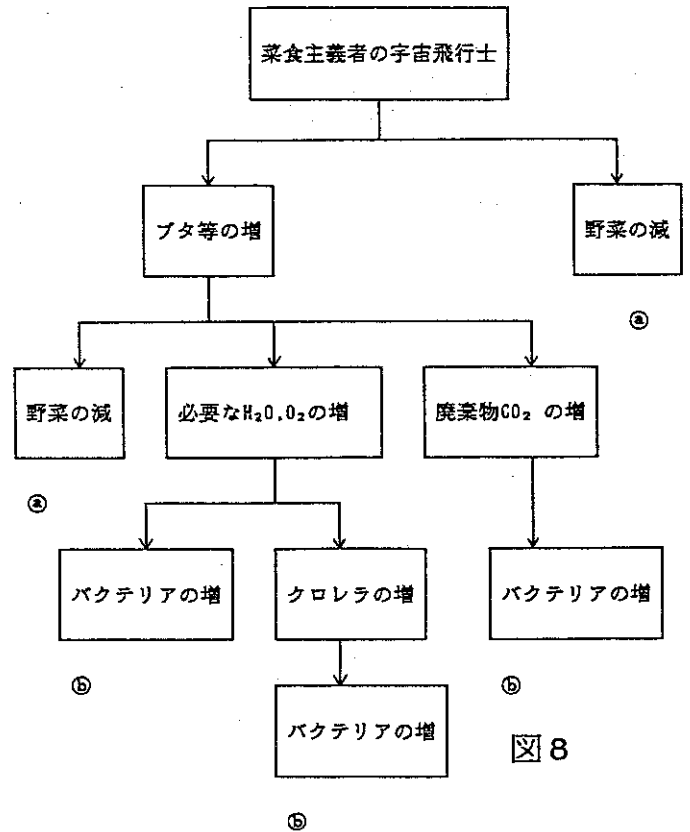 菜食主義者の宇宙飛行士
ブタ等の増
野菜の減
ⓐ
野菜の減
必要なH₂O,O₂の増
廃棄物CO₂ の増
ⓐ
バクテリアの増
クロレラの増
バクテリアの増
ⓑ
ⓑ
バクテリアの増
図8
ⓑ